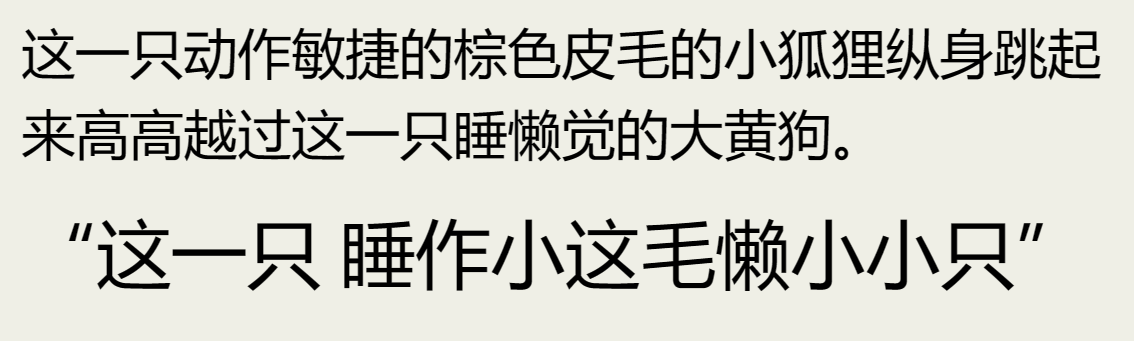 这一只动作敏捷的棕色皮毛的小狐狸纵身跳起
来高高越过这一只睡懒觉的大黄狗。
“这一只 睡作小这毛懒小小只”